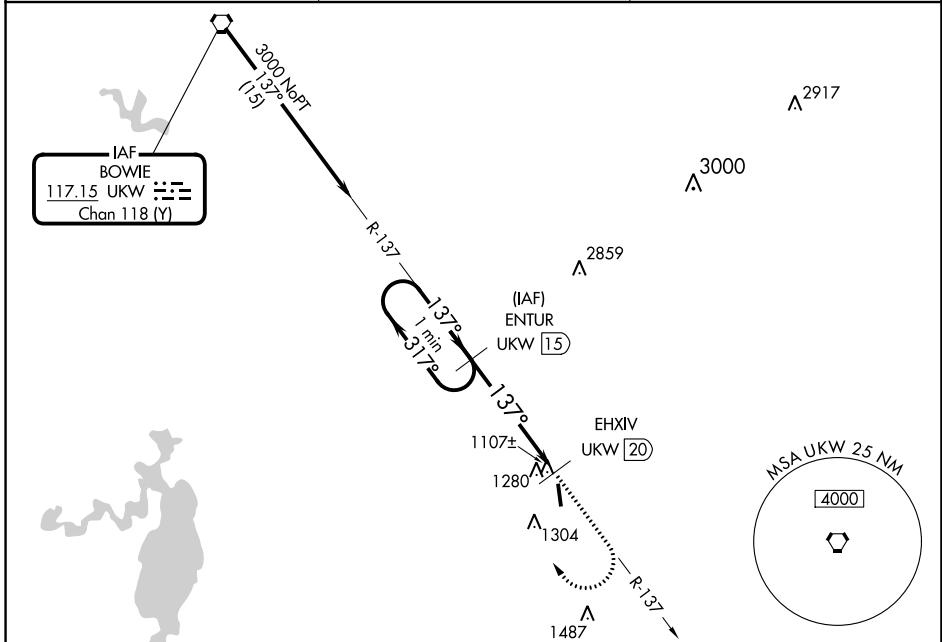 3000 NoPT
137°
(15)
2917
3000
IAF
BOWIE
117.15 UKW
Chan 118 (Y)
R-137
2859
(IAF)
ENTUR
UKW 15
137°
1 min
317°
137°
EHXIV
UKW 20
1107±
1280
1304
MSA UKW 25 NM
4000
R-137
1487